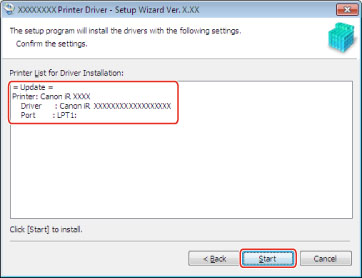 XXXXXXXX Printer Driver - Setup Wizard Ver. X.XX
The setup program will install the drivers with the following settings.
Confirm the settings.
Printer List for Driver Installation:
= Update =
Printer: Canon iR XXXX
Driver : Canon iR XXXXXXXXXXXXXXXXXX
Port : LPT1:
Click [Start] to install.
< Back Start Cancel